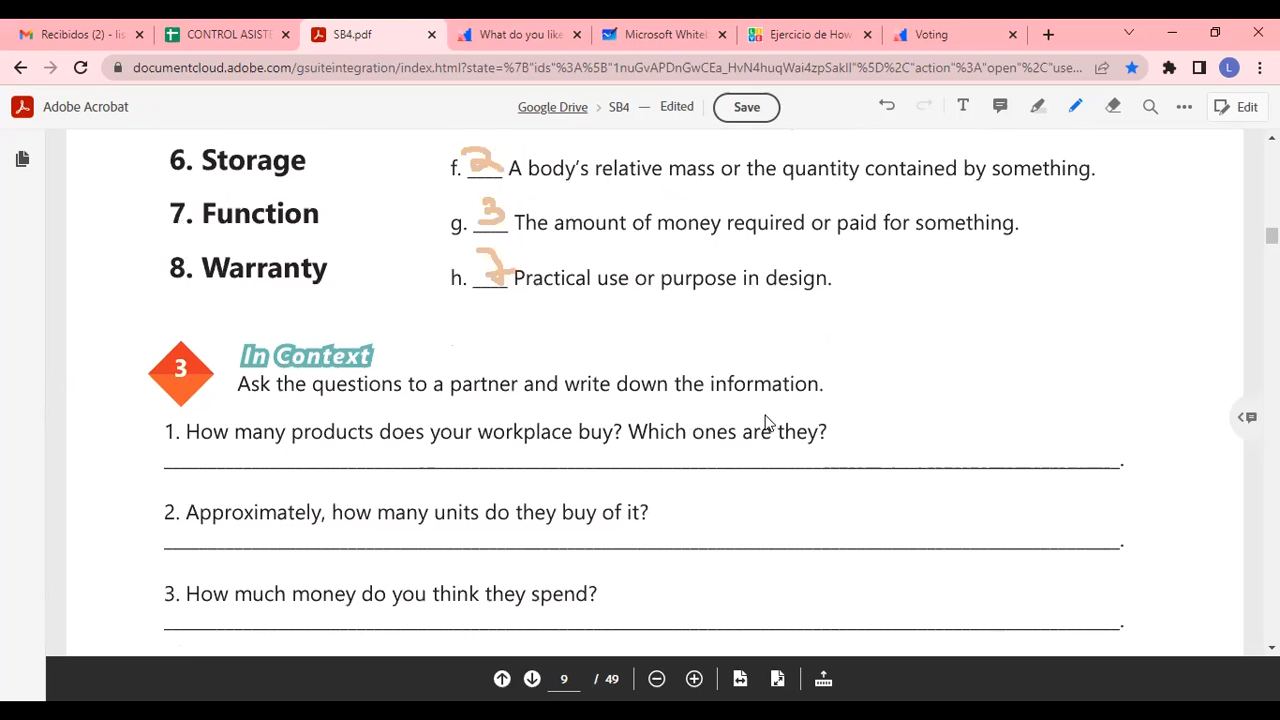 Recibidos (2) - lis
CONTROL ASISTE
SB4.pdf
What do you like
Microsoft Whiteb
Ejercicio de How
Voting
documentcloud.adobe.com/gsuiteintegration/index.html?state=%7B"ids"%3A%5B"1nuGvAPDnGwCEa_HvN4huqWai4zpSakII"%5D%2C"action"%3A"open"%2C"use...
L
Adobe Acrobat
Google Drive > SB4 — Edited
Save
Edit
6. Storage
f. 2 A body's relative mass or the quantity contained by something.
7. Function
g. 3 The amount of money required or paid for something.
8. Warranty
h. 7 Practical use or purpose in design.
3
In Context
Ask the questions to a partner and write down the information.
1. How many products does your workplace buy? Which ones are they?
2. Approximately, how many units do they buy of it?
3. How much money do you think they spend?
9 / 49